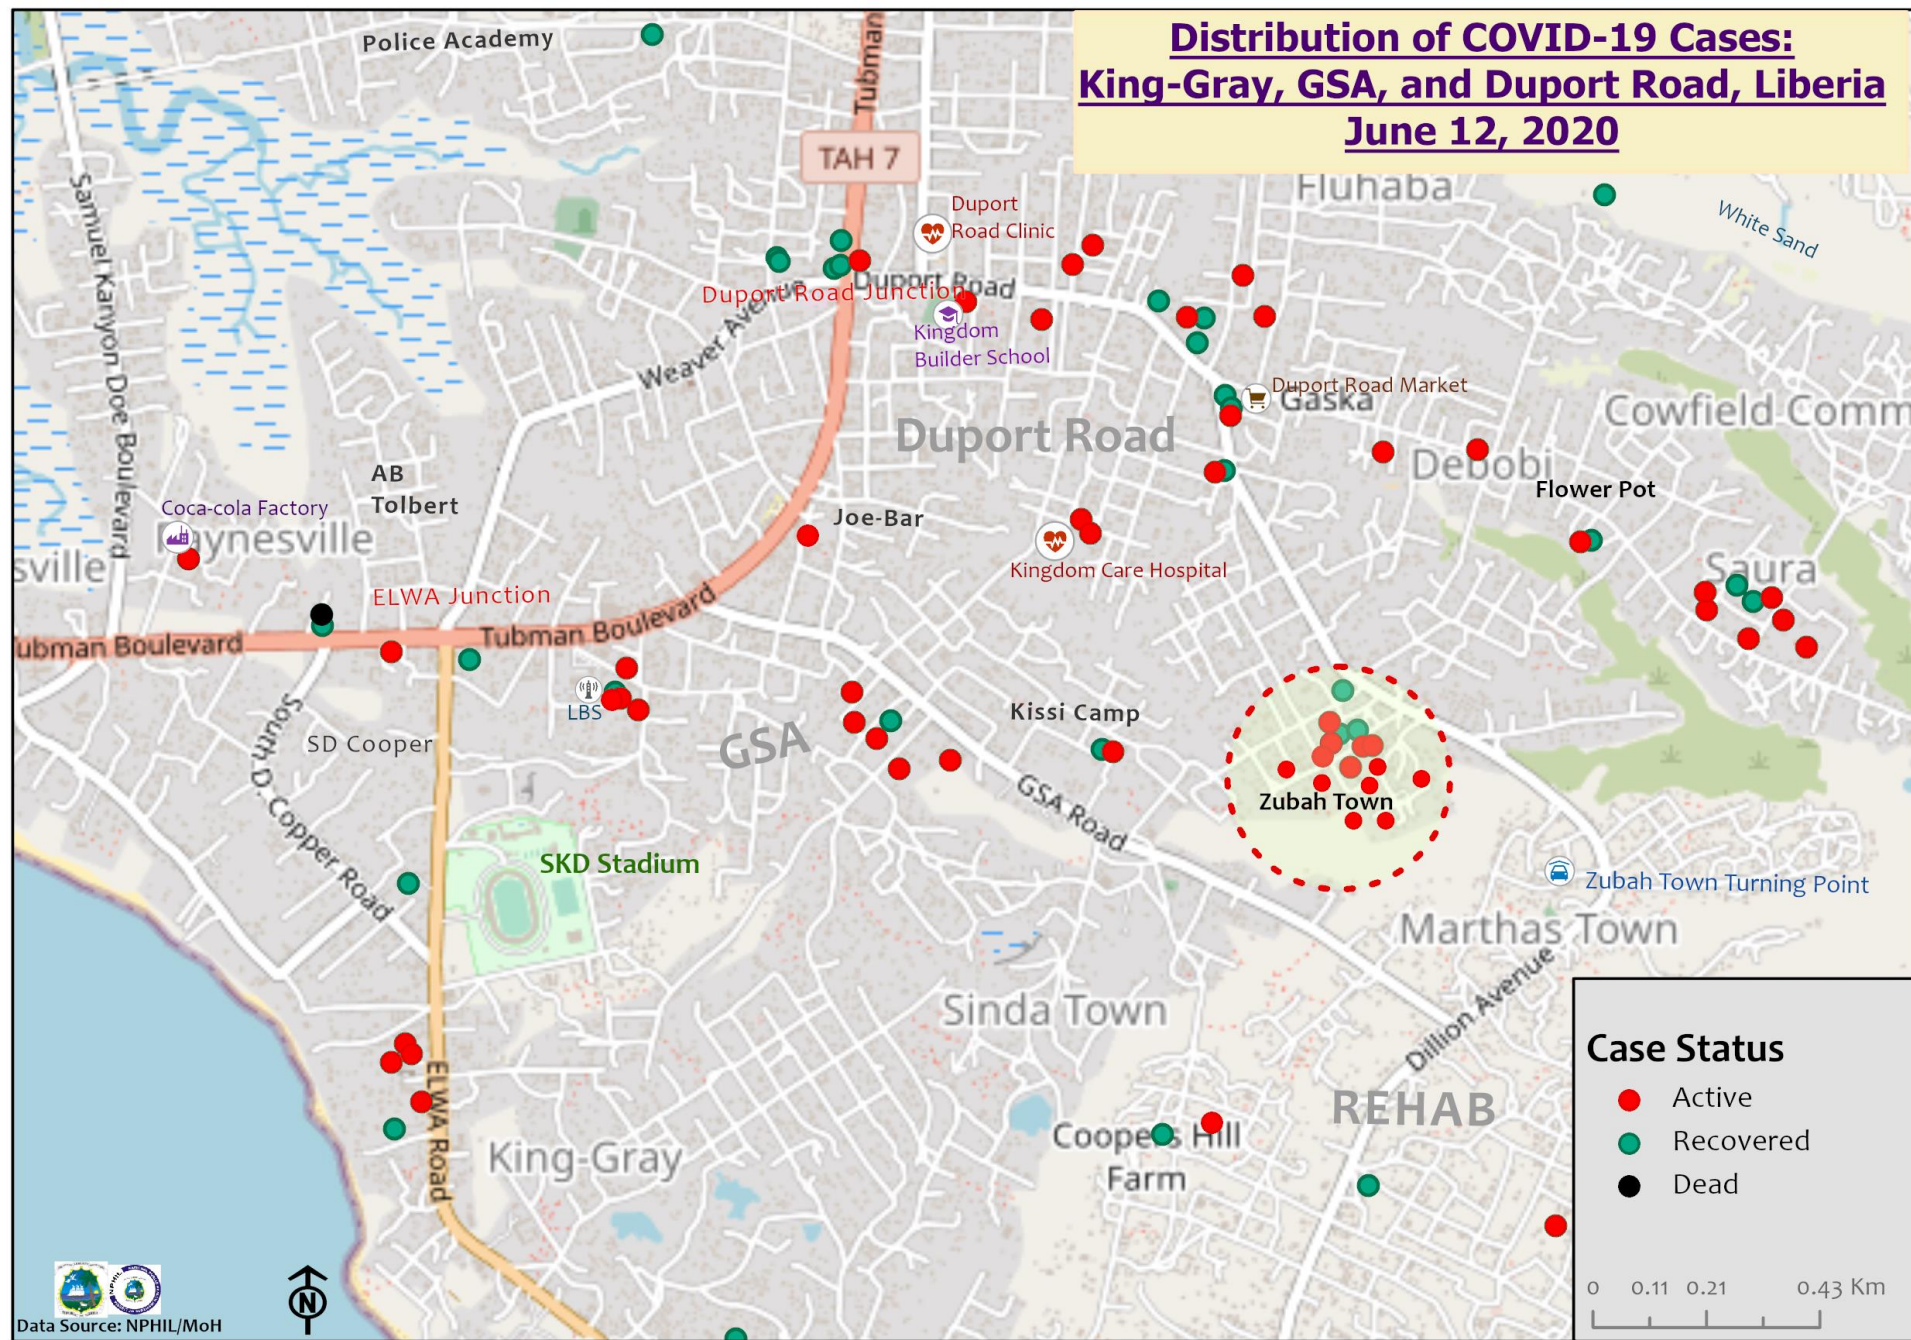 Distribution of COVID-19 Cases:
King-Gray, GSA, and Duport Road, Liberia
June 12, 2020
Police Academy
Tubman
TAH 7
Fluhaba
White Sand
Samuel Kanyon Doe Boulevard
Duport
Road Clinic
Duport Road
Duport Road Junction
Weaver Avenue
Kingdom
Builder School
Duport Road Market
Gaska
Cowfield Comm
Duport Road
Debobi
Flower Pot
AB
Tolbert
Coca-cola Factory
Paynesville
sville
Joe-Bar
Kingdom Care Hospital
Saura
ELWA Junction
Tubman Boulevard
ubman Boulevard
LBS
GSA
Kissi Camp
SD Cooper
South D. Copper Road
GSA Road
Zubah Town
SKD Stadium
Zubah Town Turning Point
Marthas Town
Sinda Town
Dillion Avenue
ELWA Road
REHAB
King-Gray
Coopers Hill
Farm
Case Status
Active
Recovered
Dead
0 0.11 0.21 0.43 Km
N
Data Source: NPHIL/MoH